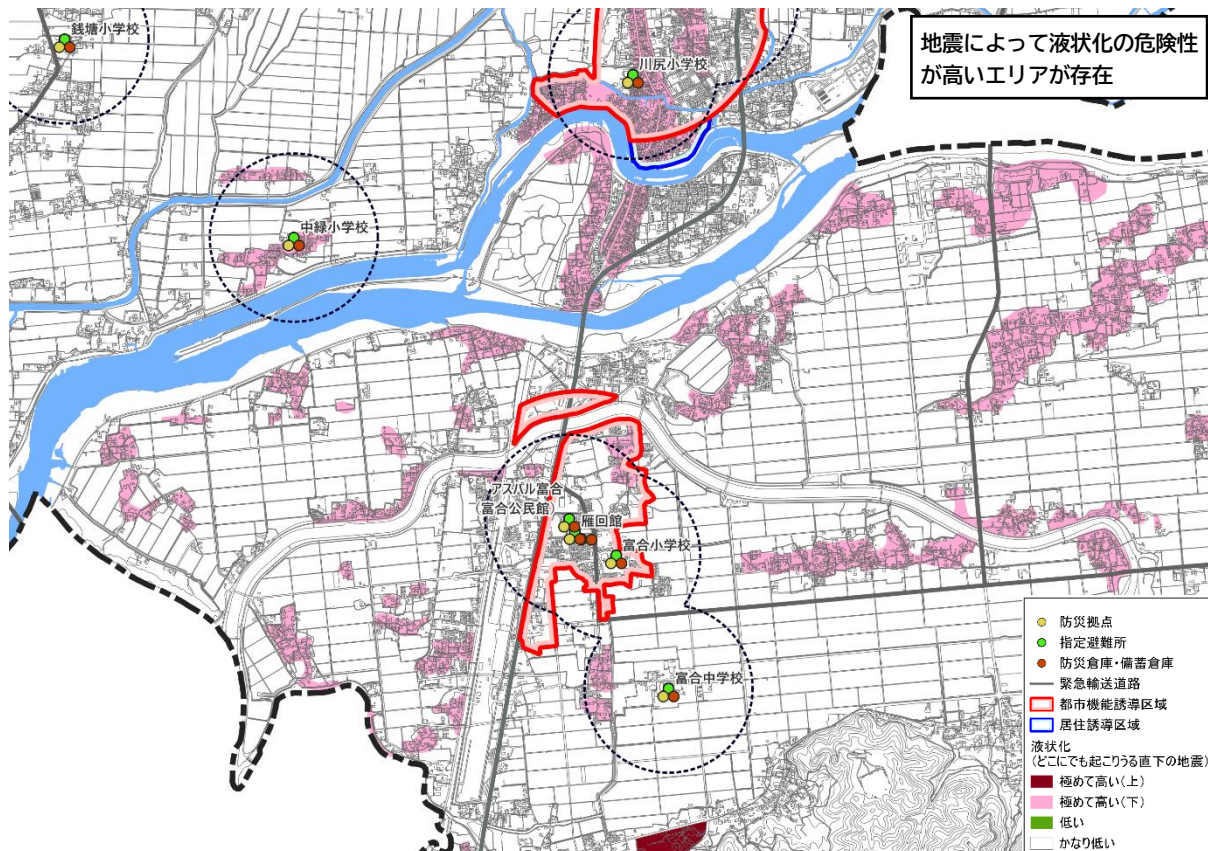 地震によって液状化の危険性
が高いエリアが存在
銭塘小学校
川尻小学校
中緑小学校
アスパル富合
(富合公民館)
雁回館
富合小学校
富合中学校
防災拠点
指定避難所
防災倉庫・備蓄倉庫
緊急輸送道路
都市機能誘導区域
居住誘導区域
液状化
(どこにでも起こりうる直下の地震)
極めて高い(上)
極めて高い(下)
低い
かなり低い